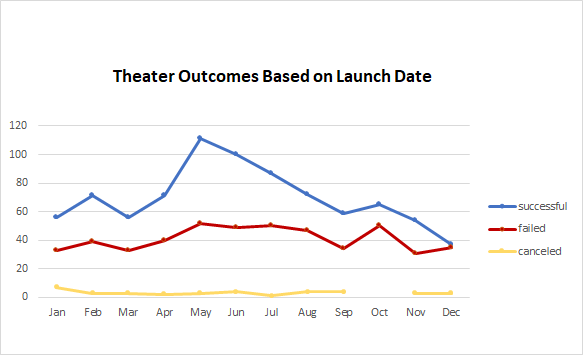 Theater Outcomes Based on Launch Date
120
100
80
60
40
20
0
Jan Feb Mar Apr May Jun Jul Aug Sep Oct Nov Dec
successful
failed
canceled